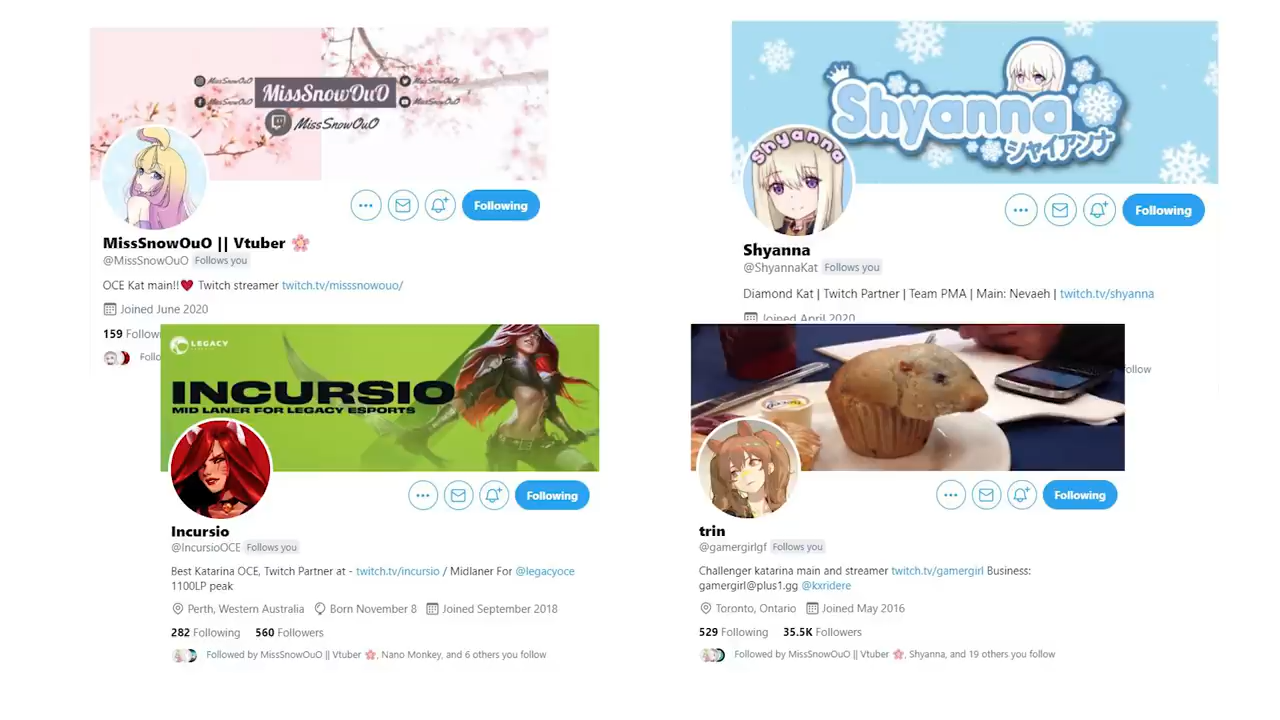 MissSnowOuO
MissSnowOuO
MissSnowOuO
MissSnowOuO
MissSnowOuO
MissSnowOuO
Following
MissSnowOuO || Vtuber 🌸
@MissSnowOuO Follows you
OCE Kat main!!❤ Twitch streamer twitch.tv/misssnowouo/
Joined June 2020
159 Followi
Follo
Shyanna
シャイアンナ
Shyanna
Following
Shyanna
@ShyannaKat Follows you
Diamond Kat | Twitch Partner | Team PMA | Main: Nevaeh | twitch.tv/shyanna
Joined April 2020
ollow
LEGACY
INCURSIO
MID LANER FOR LEGACY ESPORTS
Following
Incursio
@IncursioOCE Follows you
Best Katarina OCE, Twitch Partner at - twitch.tv/incursio / Midlaner For @legacyoce
1100LP peak
Perth, Western Australia Born November 8 Joined September 2018
282 Following 560 Followers
Followed by MissSnowOuO || Vtuber 🌸, Nano Monkey, and 6 others you follow
Following
trin
@gamergirlgf Follows you
Challenger katarina main and streamer twitch.tv/gamergirl Business:
gamergirl@plus1.gg @kxridere
Toronto, Ontario Joined May 2016
529 Following 35.5K Followers
Followed by MissSnowOuO || Vtuber 🌸, Shyanna, and 19 others you follow